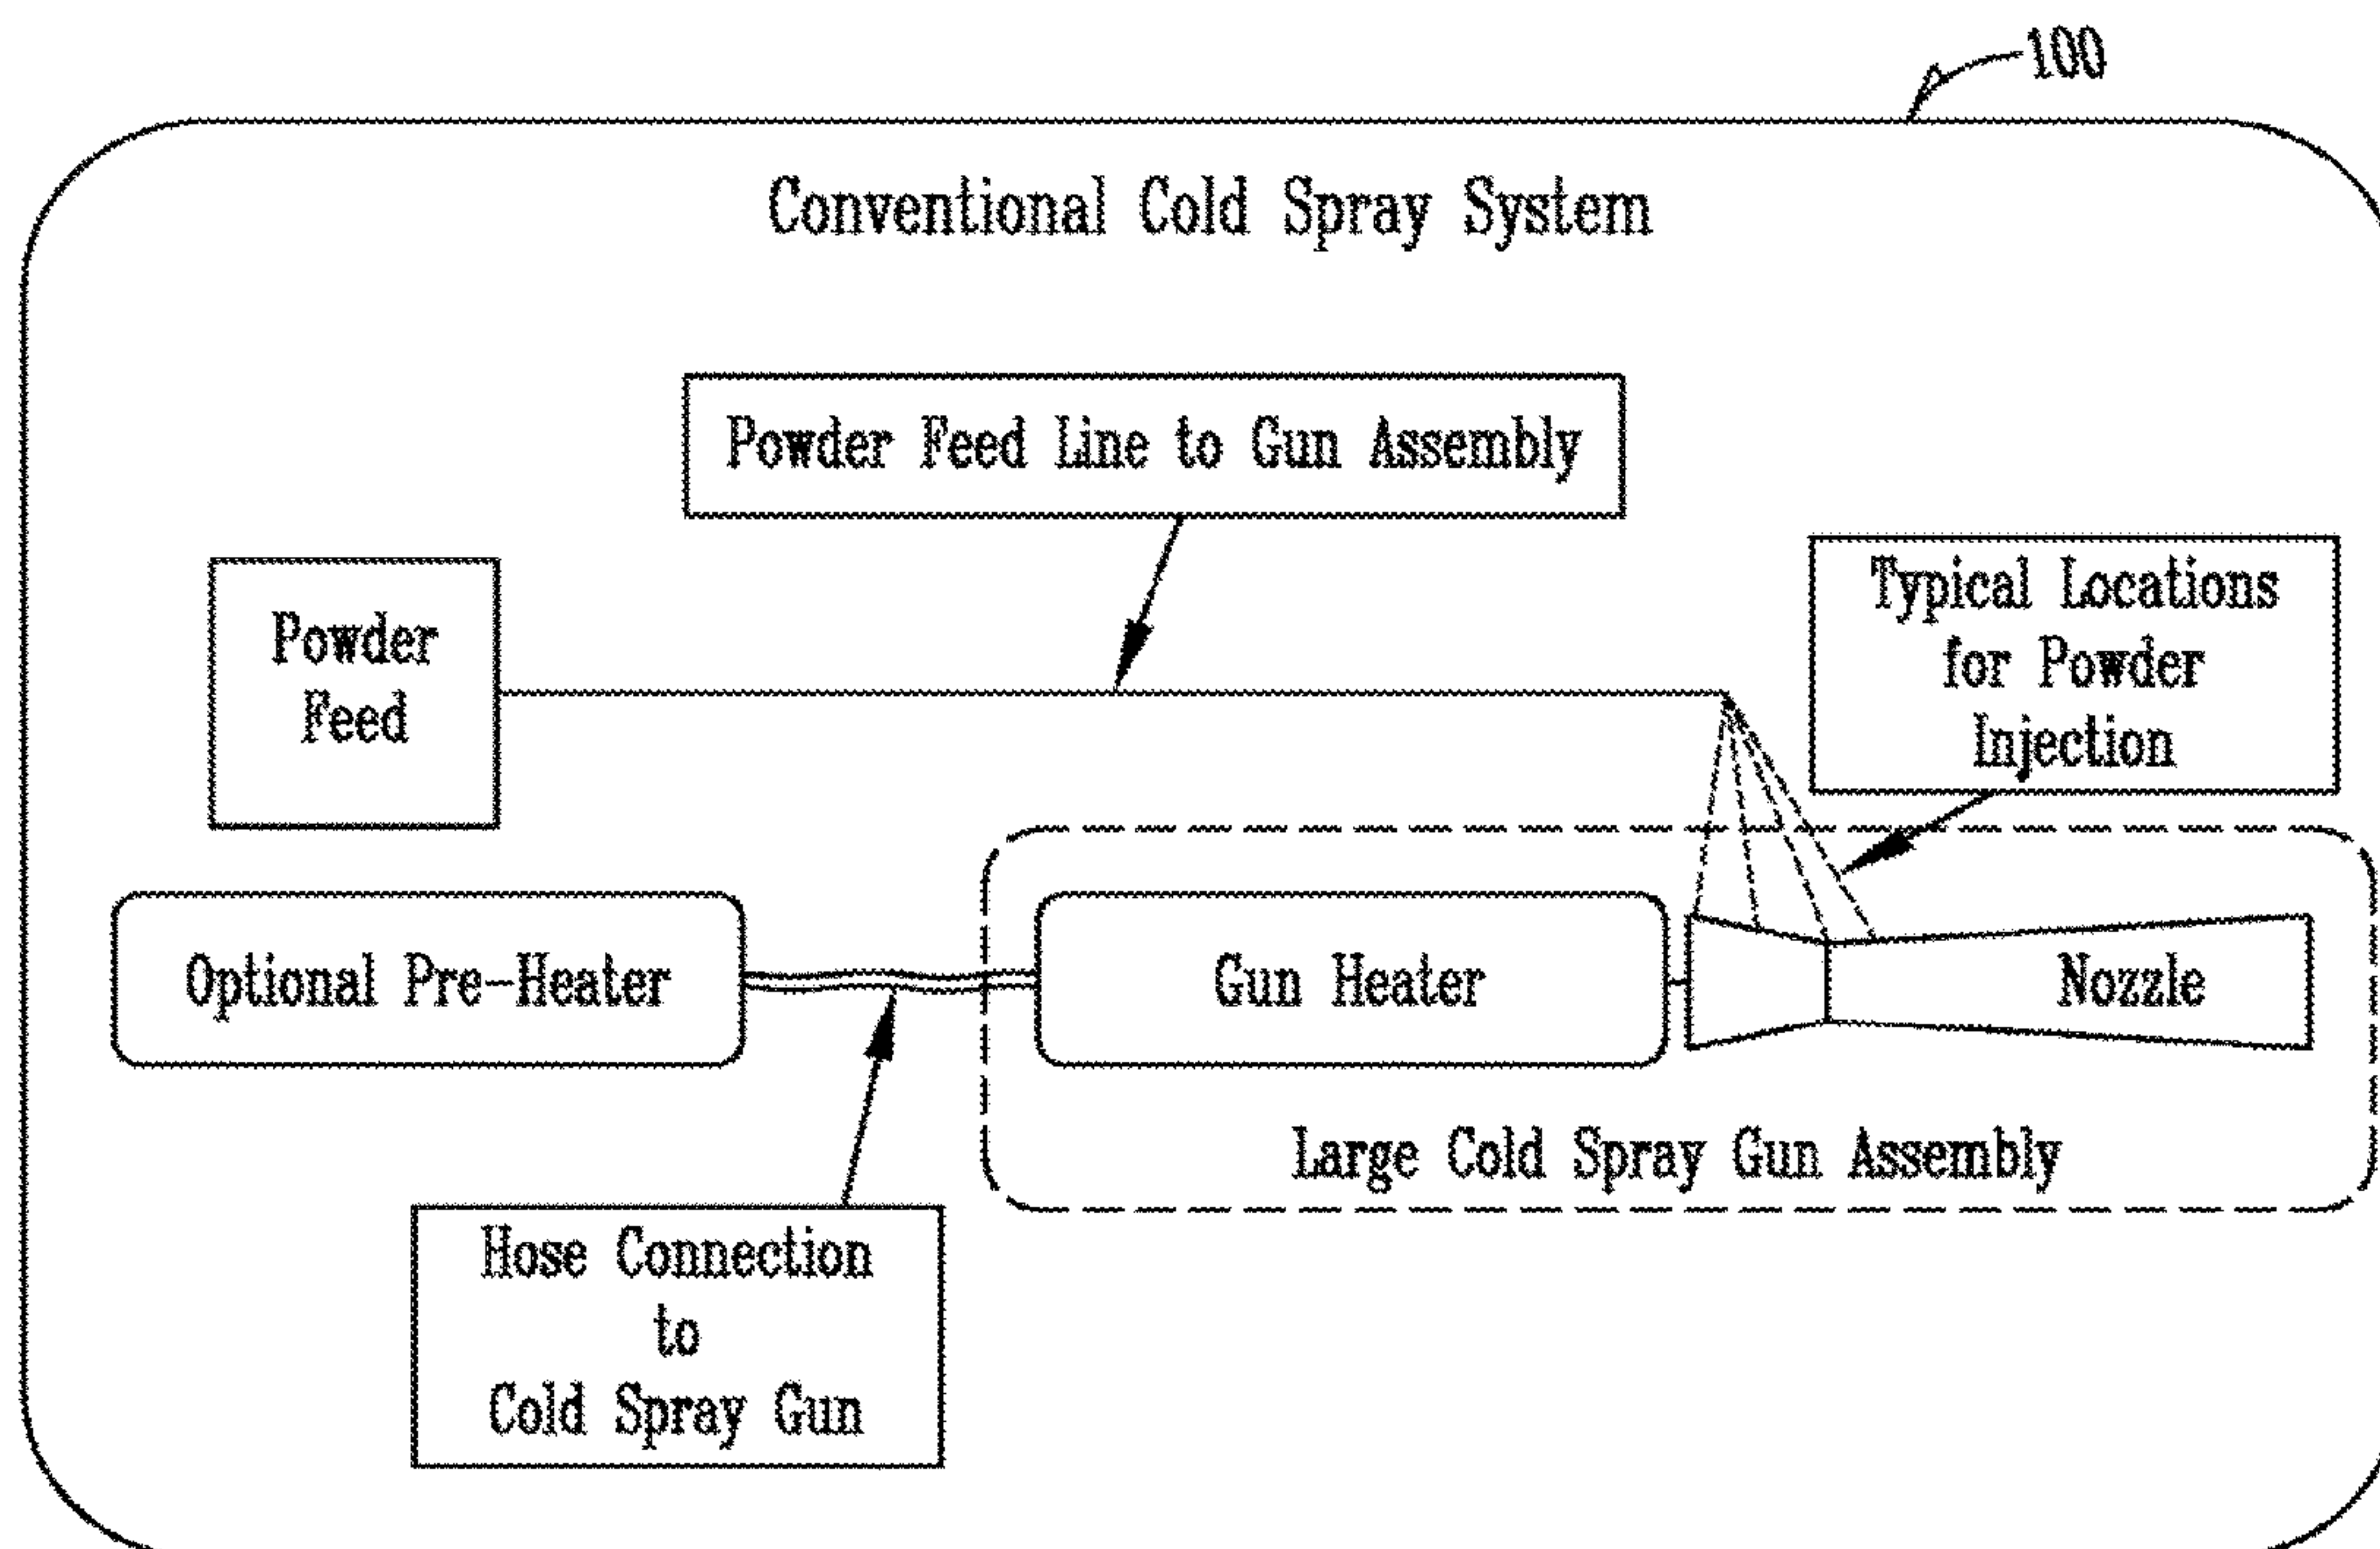 100
Conventional Cold Spray System
Powder Feed Line to Gun Assembly
Powder
Feed
Typical Locations
for Powder
Injection
Optional Pre-Heater
Gun Heater
Nozzle
Large Cold Spray Gun Assembly
Hose Connection
to
Cold Spray Gun